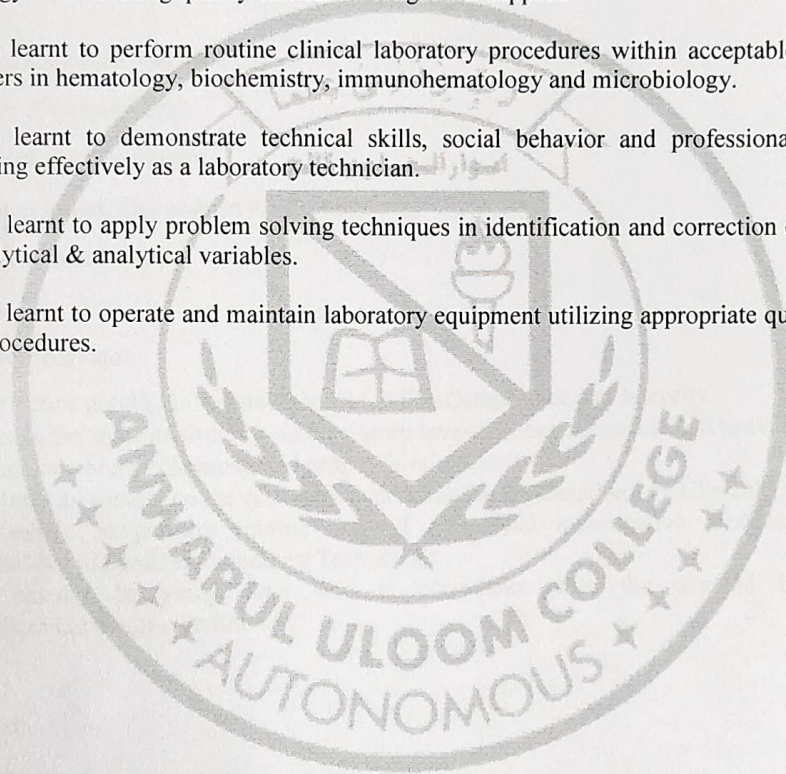 learnt to perform routine clinical laboratory procedures within acceptabl
ers in hematology, biochemistry, immunohematology and microbiology.
learnt to demonstrate technical skills, social behavior and professiona
ing effectively as a laboratory technician.
learnt to apply problem solving techniques in identification and correction
ytical & analytical variables.
learnt to operate and maintain laboratory equipment utilizing appropriate qu
ocedures.
ANWARUL ULOOM COLLEGE
AUTONOMOUS